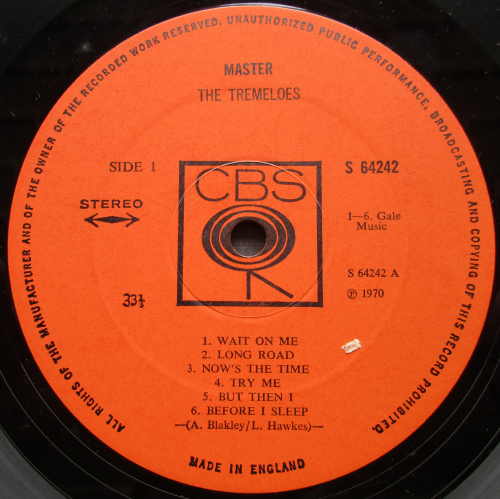 ALL RIGHTS OF THE MANUFACTURER AND OF THE OWNER OF THE RECORDED WORK RESERVED. UNAUTHORIZED PUBLIC PERFORMANCE, BROADCASTING AND COPYING OF THIS RECORD PROHIBITED.
MASTER
THE TREMELOES
SIDE 1
S 64242
CBS
STEREO
1—6. Gale
Music
S 64242 A
℗ 1970
33⅓
1. WAIT ON ME
2. LONG ROAD
3. NOW'S THE TIME
4. TRY ME
5. BUT THEN I
6. BEFORE I SLEEP
—(A. Blakley/L. Hawkes)—
MADE IN ENGLAND